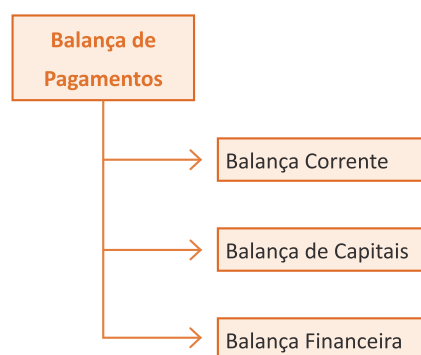 Balança de
Pagamentos
Balança Corrente
Balança de Capitais
Balança Financeira